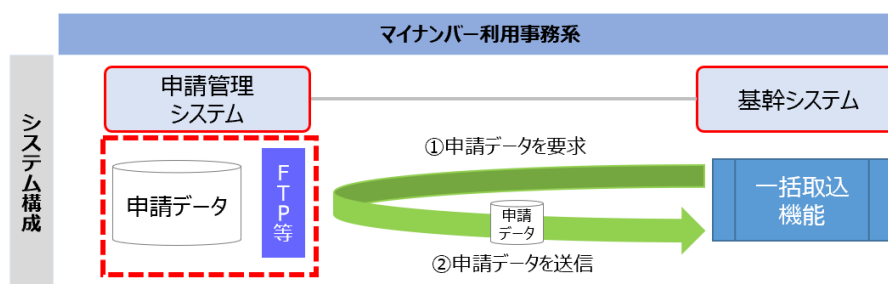 マイナンバー利用事務系
システム構成
申請管理
システム
基幹システム
①申請データを要求
申請データ
FTP等
一括取込
機能
申請
データ
②申請データを送信